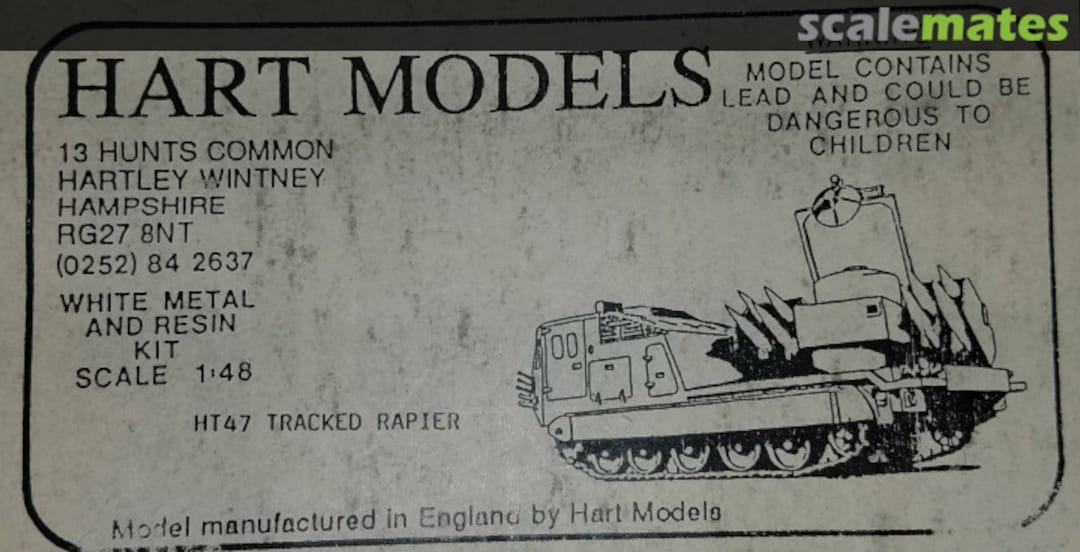 scalemates
HART MODELS
WARNING
MODEL CONTAINS
LEAD AND COULD BE
DANGEROUS TO
CHILDREN
13 HUNTS COMMON
HARTLEY WINTNEY
HAMPSHIRE
RG27 8NT
(0252) 84 2637
WHITE METAL
AND RESIN
KIT
SCALE 1:48
HT47 TRACKED RAPIER
Model manufactured in England by Hart Models